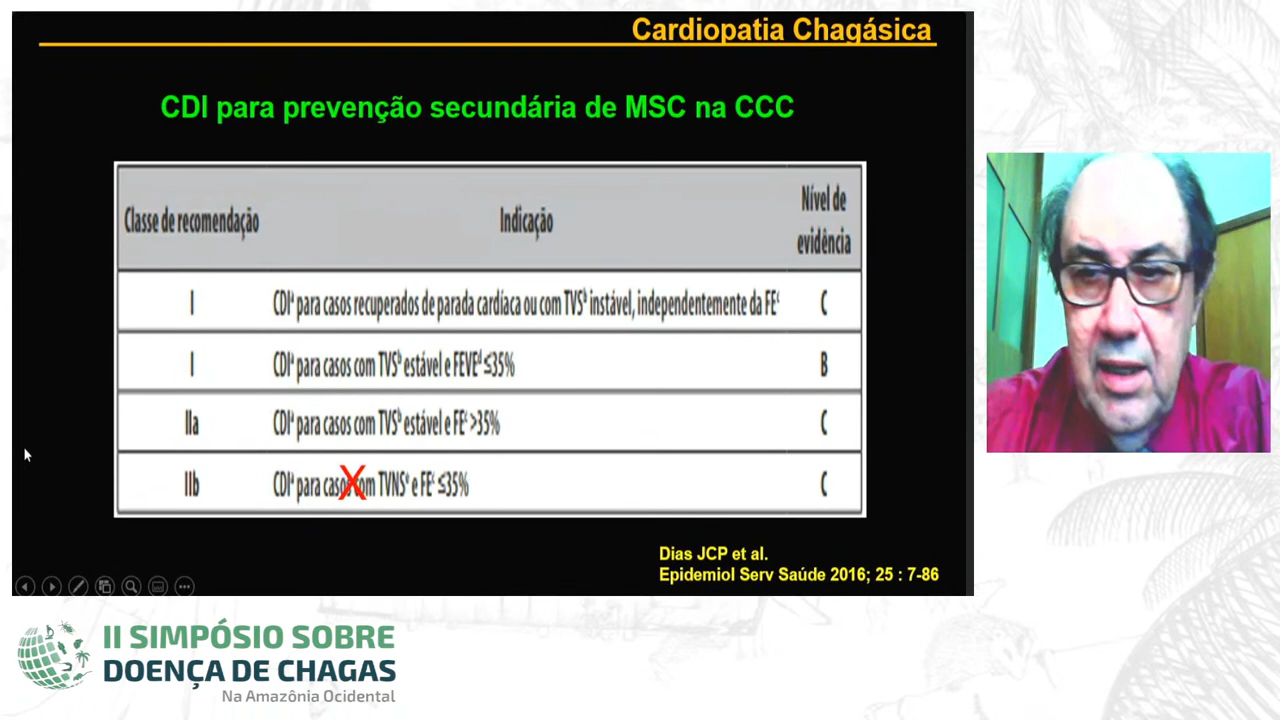 Cardiopatia Chagásica
CDI para prevenção secundária de MSC na CCC
Classe de recomendação Indicação Nível de evidência
I CDIᵃ para casos recuperados de parada cardíaca ou com TVSᵇ instável, independentemente da FEᶜ C
I CDIᵃ para casos com TVSᵇ estável e FEVEᵈ ≤35% B
IIa CDIᵃ para casos com TVSᵇ estável e FEᶜ >35% C
IIb CDIᵃ para casos com TVNSᵉ e FEᶜ ≤35% C
X
Dias JCP et al.
Epidemiol Serv Saúde 2016; 25 : 7-86
II SIMPÓSIO SOBRE
DOENÇA DE CHAGAS
Na Amazônia Ocidental